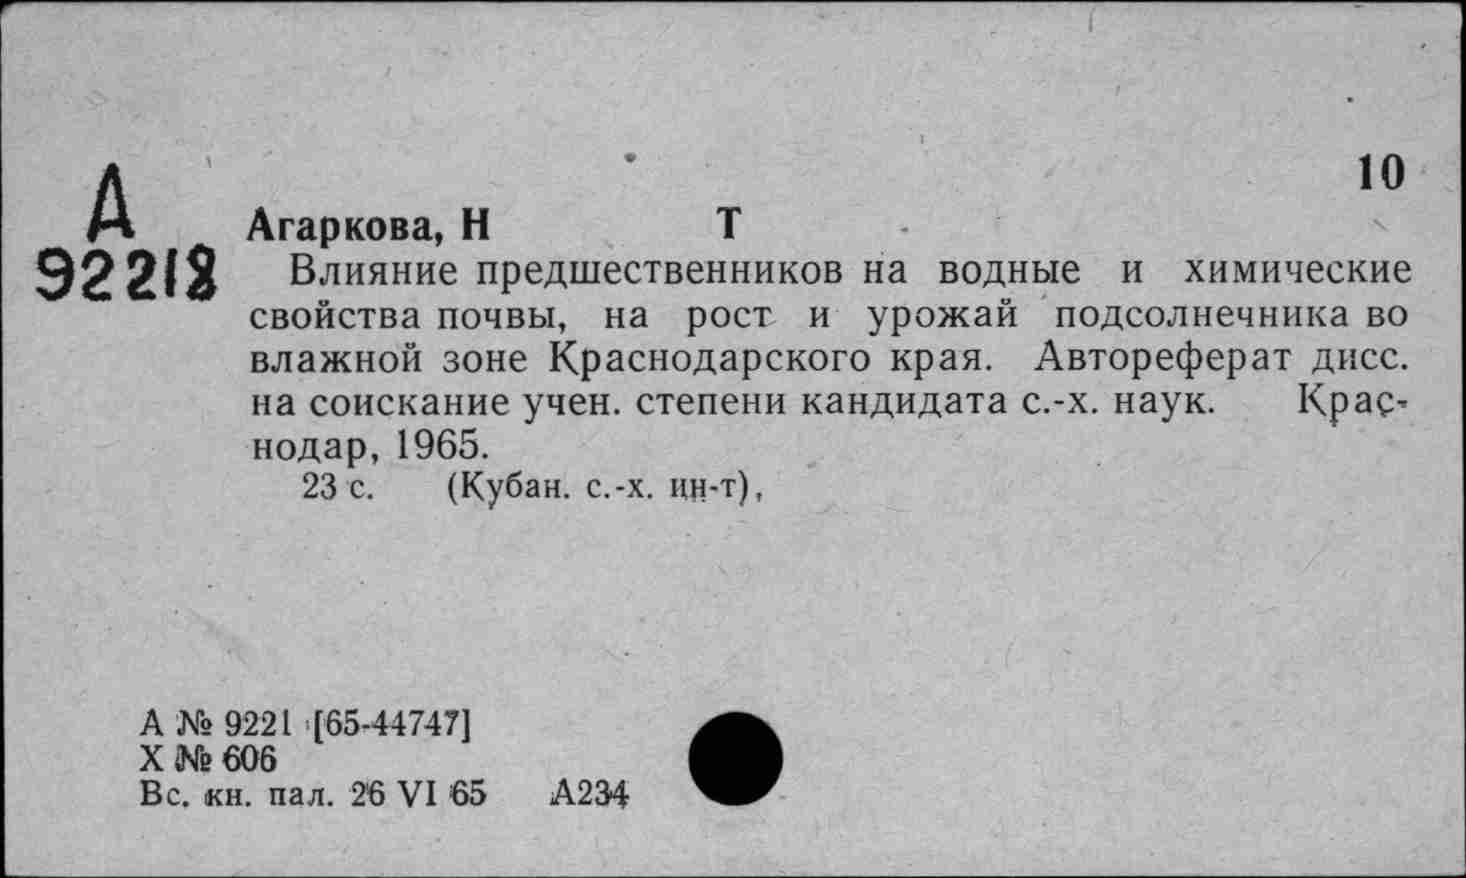 10
А
92218
Агаркова, Н Т
Влияние предшественников на водные и химические
свойства почвы, на рост и урожай подсолнечника во
влажной зоне Краснодарского края. Автореферат дисс.
на соискание учен. степени кандидата с.-х. наук. Крас-
нодар, 1965.
23 с. (Кубан. с.-х. ин-т).
А № 9221 [65-44747]
Х № 606
Вс. кн. пал. 26 VI 65 А234